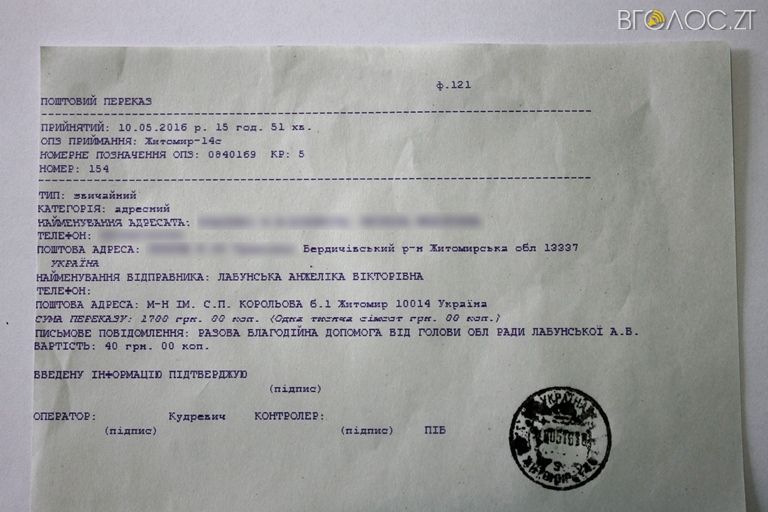 ВГОЛОС.ZT
ф.121
ПОШТОВИЙ ПЕРЕКАЗ
ПРИЙНЯТИЙ: 10.05.2016 р. 15 год. 51 хв.
ОПЗ ПРИЙМАННЯ: Житомир-14с
НОМЕРНЕ ПОЗНАЧЕННЯ ОПЗ: 0840169 КР: 5
НОМЕР: 154
ТИП: звичайний
КАТЕГОРІЯ: адресний
НАЙМЕНУВАННЯ АДРЕСАТА:
ТЕЛЕФОН:
ПОШТОВА АДРЕСА: Бердичівський р-н Житомирська обл 13337
УКРАЇНА
НАЙМЕНУВАННЯ ВІДПРАВНИКА: ЛАБУНСЬКА АНЖЕЛІКА ВІКТОРІВНА
ТЕЛЕФОН:
ПОШТОВА АДРЕСА: М-Н ІМ. С.П. КОРОЛЬОВА б.1 Житомир 10014 Україна
СУМА ПЕРЕКАЗУ: 1700 грн. 00 коп. (Одна тисяча сімсот грн. 00 коп.)
ПИСЬМОВЕ ПОВІДОМЛЕННЯ: РАЗОВА БЛАГОДІЙНА ДОПОМОГА ВІД ГОЛОВИ ОБЛ РАДИ ЛАБУНСЬКОЇ А.В.
ВАРТІСТЬ: 40 грн. 00 коп.
ВВЕДЕНУ ІНФОРМАЦІЮ ПІДТВЕРДЖУЮ
(підпис)
ОПЕРАТОР: Кудревич КОНТРОЛЕР:
(підпис) (підпис) ПІБ
УКРАЇНА